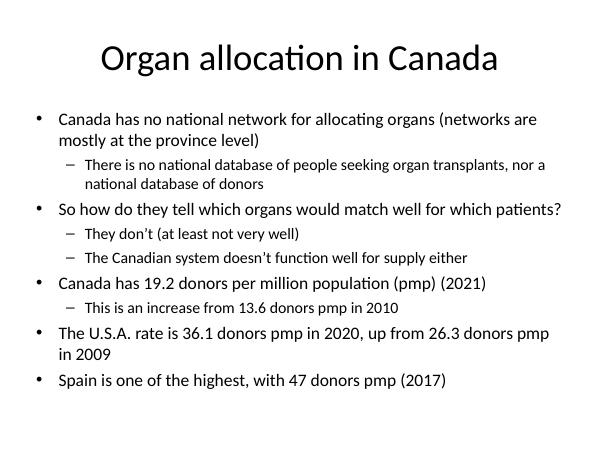 Organ allocation in Canada
• Canada has no national network for allocating organs (networks are
mostly at the province level)
– There is no national database of people seeking organ transplants, nor a
national database of donors
• So how do they tell which organs would match well for which patients?
– They don’t (at least not very well)
– The Canadian system doesn’t function well for supply either
• Canada has 19.2 donors per million population (pmp) (2021)
– This is an increase from 13.6 donors pmp in 2010
• The U.S.A. rate is 36.1 donors pmp in 2020, up from 26.3 donors pmp
in 2009
• Spain is one of the highest, with 47 donors pmp (2017)